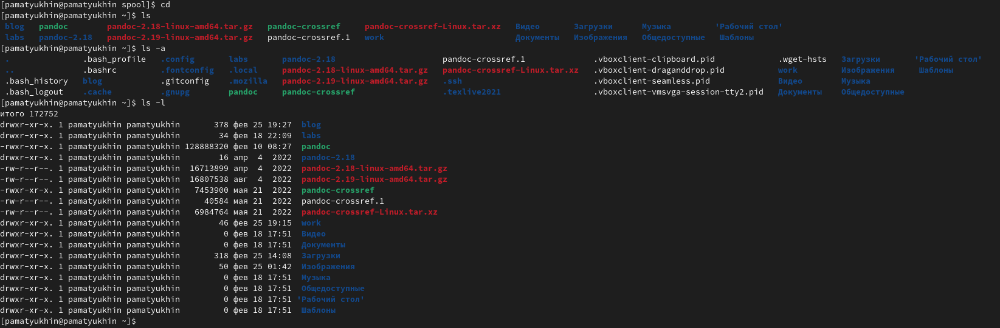 [pamatyukhin@pamatyukhin spool]$ cd
[pamatyukhin@pamatyukhin ~]$ ls
blog pandoc pandoc-2.18-linux-amd64.tar.gz pandoc-crossref pandoc-crossref-Linux.tar.xz Видео Загрузки Музыка 'Рабочий стол'
labs pandoc-2.18 pandoc-2.19-linux-amd64.tar.gz pandoc-crossref.1 work Документы Изображения Общедоступные Шаблоны
[pamatyukhin@pamatyukhin ~]$ ls -a
. .bash_profile .config labs pandoc-2.18 pandoc-crossref.1 .vboxclient-clipboard.pid .wget-hsts Загрузки 'Рабочий стол'
.. .bashrc .fontconfig .local pandoc-2.18-linux-amd64.tar.gz pandoc-crossref-Linux.tar.xz .vboxclient-draganddrop.pid work Изображения Шаблоны
.bash_history blog .gitconfig .mozilla pandoc-2.19-linux-amd64.tar.gz .ssh .vboxclient-seamless.pid Видео Музыка
.bash_logout .cache .gnupg pandoc pandoc-crossref .texlive2021 .vboxclient-vmsvga-session-tty2.pid Документы Общедоступные
[pamatyukhin@pamatyukhin ~]$ ls -l
итого 172752
drwxr-xr-x. 1 pamatyukhin pamatyukhin 378 фев 25 19:27 blog
drwxr-xr-x. 1 pamatyukhin pamatyukhin 34 фев 18 22:09 labs
-rwxr-xr-x. 1 pamatyukhin pamatyukhin 128888320 фев 10 08:27 pandoc
drwxr-xr-x. 1 pamatyukhin pamatyukhin 16 апр 4 2022 pandoc-2.18
-rw-r--r--. 1 pamatyukhin pamatyukhin 16713899 апр 4 2022 pandoc-2.18-linux-amd64.tar.gz
-rw-r--r--. 1 pamatyukhin pamatyukhin 16807538 авг 4 2022 pandoc-2.19-linux-amd64.tar.gz
-rwxr-xr-x. 1 pamatyukhin pamatyukhin 7453900 мая 21 2022 pandoc-crossref
-rw-r--r--. 1 pamatyukhin pamatyukhin 40584 мая 21 2022 pandoc-crossref.1
-rw-r--r--. 1 pamatyukhin pamatyukhin 6984764 мая 21 2022 pandoc-crossref-Linux.tar.xz
drwxr-xr-x. 1 pamatyukhin pamatyukhin 46 фев 25 19:15 work
drwxr-xr-x. 1 pamatyukhin pamatyukhin 0 фев 18 17:51 Видео
drwxr-xr-x. 1 pamatyukhin pamatyukhin 0 фев 18 17:51 Документы
drwxr-xr-x. 1 pamatyukhin pamatyukhin 318 фев 25 14:08 Загрузки
drwxr-xr-x. 1 pamatyukhin pamatyukhin 50 фев 25 01:42 Изображения
drwxr-xr-x. 1 pamatyukhin pamatyukhin 0 фев 18 17:51 Музыка
drwxr-xr-x. 1 pamatyukhin pamatyukhin 0 фев 18 17:51 Общедоступные
drwxr-xr-x. 1 pamatyukhin pamatyukhin 0 фев 18 17:51 'Рабочий стол'
drwxr-xr-x. 1 pamatyukhin pamatyukhin 0 фев 18 17:51 Шаблоны
[pamatyukhin@pamatyukhin ~]$